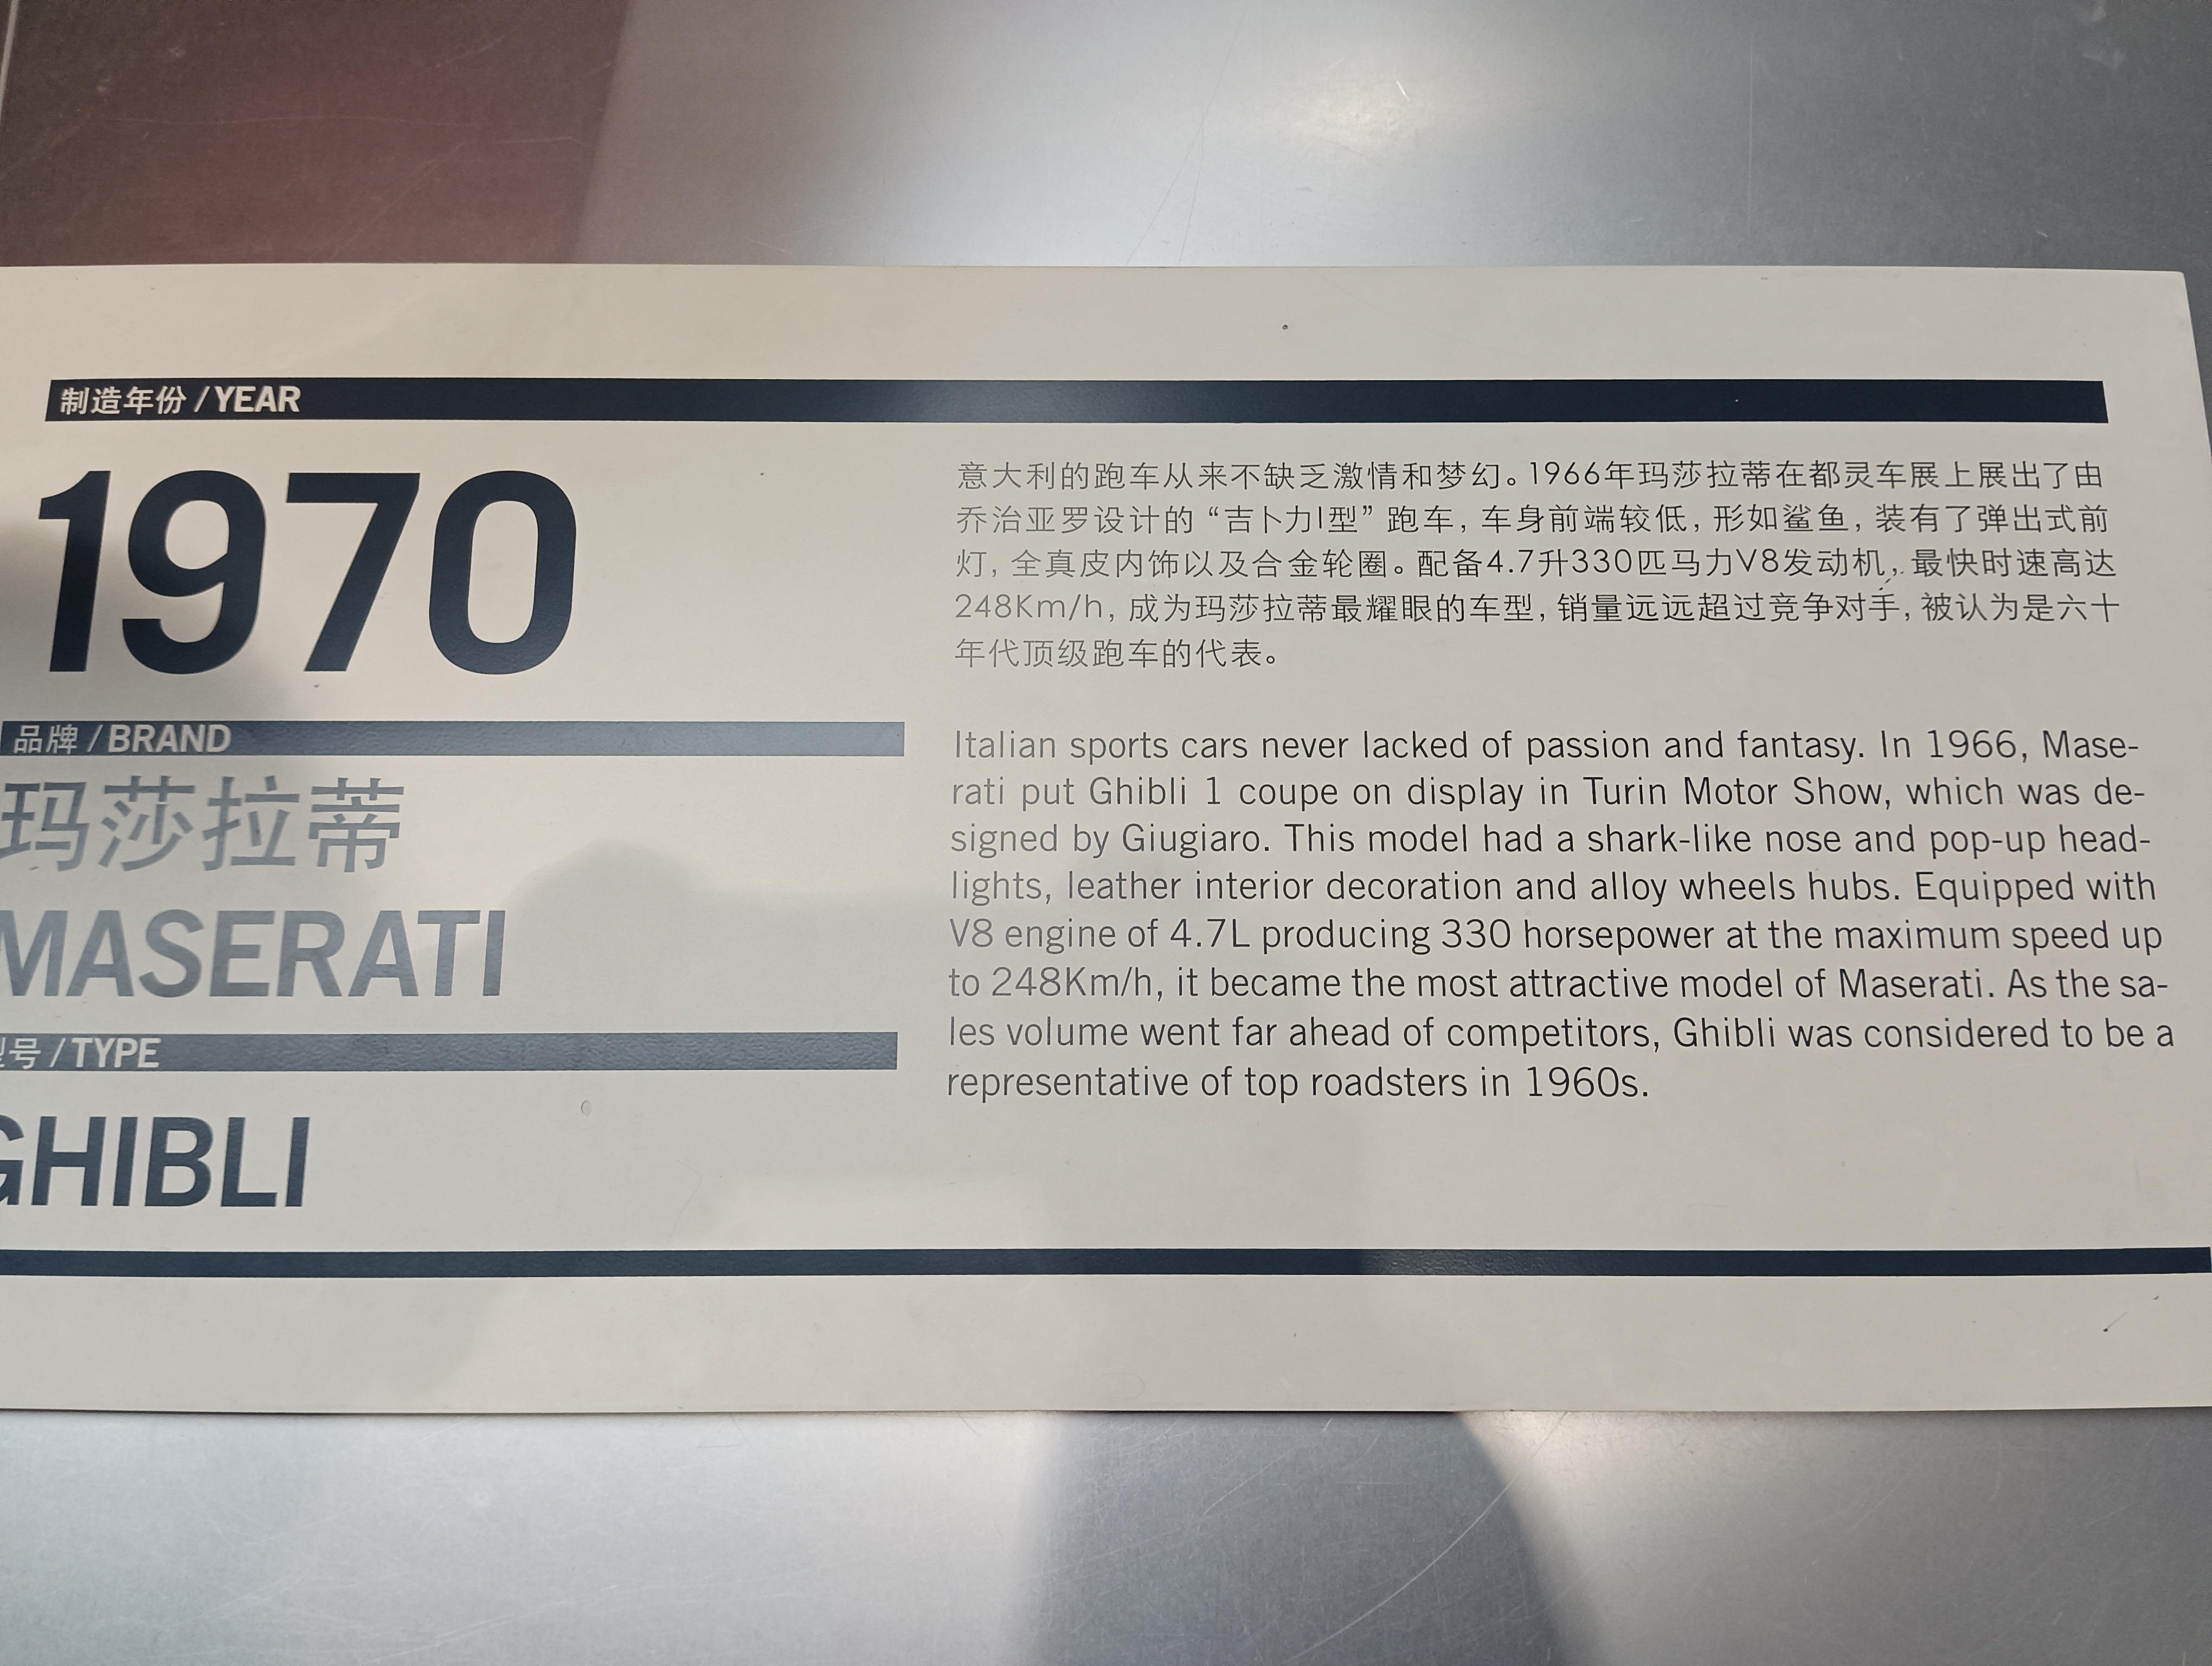 制造年份 / YEAR
1970
品牌 / BRAND
玛莎拉蒂
MASERATI
型号 / TYPE
GHIBLI
意大利的跑车从来不缺乏激情和梦幻。1966年玛莎拉蒂在都灵车展上展出了由
乔治亚罗设计的 “吉卜力I型” 跑车, 车身前端较低, 形如鲨鱼, 装有了弹出式前
灯, 全真皮内饰以及合金轮圈。配备4.7升330匹马力V8发动机, 最快时速高达
248Km/h, 成为玛莎拉蒂最耀眼的车型, 销量远远超过竞争对手, 被认为是六十
年代顶级跑车的代表。
Italian sports cars never lacked of passion and fantasy. In 1966, Mase-
rati put Ghibli 1 coupe on display in Turin Motor Show, which was de-
signed by Giugiaro. This model had a shark-like nose and pop-up head-
lights, leather interior decoration and alloy wheels hubs. Equipped with
V8 engine of 4.7L producing 330 horsepower at the maximum speed up
to 248Km/h, it became the most attractive model of Maserati. As the sa-
les volume went far ahead of competitors, Ghibli was considered to be a
representative of top roadsters in 1960s.